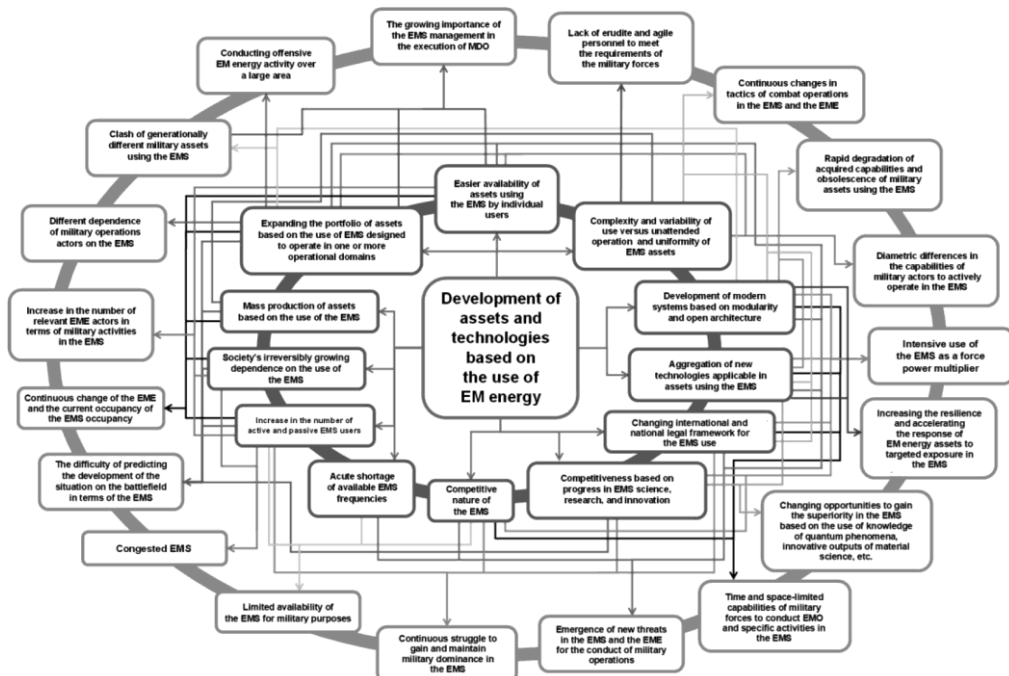 The growing importance of
the EMS management in
the execution of MDO
Lack of erudite and agile
personnel to meet
the requirements of
the military forces
Conducting offensive
EM energy activity over
a large area
Continuous changes in
tactics of combat operations
in the EMS and the EME
Clash of generationally
different military assets
using the EMS
Rapid degradation of
acquired capabilities and
obsolescence of military
assets using the EMS
Easier availability of
assets using
the EMS by individual
users
Different dependence
of military operations
actors on the EMS
Expanding the portfolio of assets
based on the use of EMS designed
to operate in one or more
operational domains
Complexity and variability of
use versus unattended
operation and uniformity of
EMS assets
Diametric differences in
the capabilities of
military actors to actively
operate in the EMS
Increase in the number of
relevant EME actors in
terms of military activities
in the EMS
Mass production of assets
based on the use of the EMS
Development of
assets and
technologies
based on
the use of
EM energy
Development of modern
systems based on modularity
and open architecture
Intensive use of
the EMS as a force
power multiplier
Society's irreversibly growing
dependence on the use of
the EMS
Aggregation of new
technologies applicable in
assets using the EMS
Continuous change of the EME
and the current occupancy of
the EMS occupancy
Increase in the number of
active and passive EMS users
Changing international and
national legal framework for
the EMS use
Increasing the resilience
and accelerating
the response of
EM energy assets to
targeted exposure in
the EMS
The difficulty of predicting
the development of the
situation on the battlefield
in terms of the EMS
Acute shortage
of available EMS
frequencies
Competitive
nature of
the EMS
Competitiveness based on
progress in EMS science,
research, and innovation
Changing opportunities to gain
the superiority in the EMS
based on the use of knowledge
of quantum phenomena,
innovative outputs of material
science, etc.
Congested EMS
Limited availability of
the EMS for military purposes
Continuous struggle to
gain and maintain
military dominance in
the EMS
Emergence of new threats
in the EMS and the EME
for the conduct of military
operations
Time and space-limited
capabilities of military
forces to conduct EMO
and specific activities in
the EMS